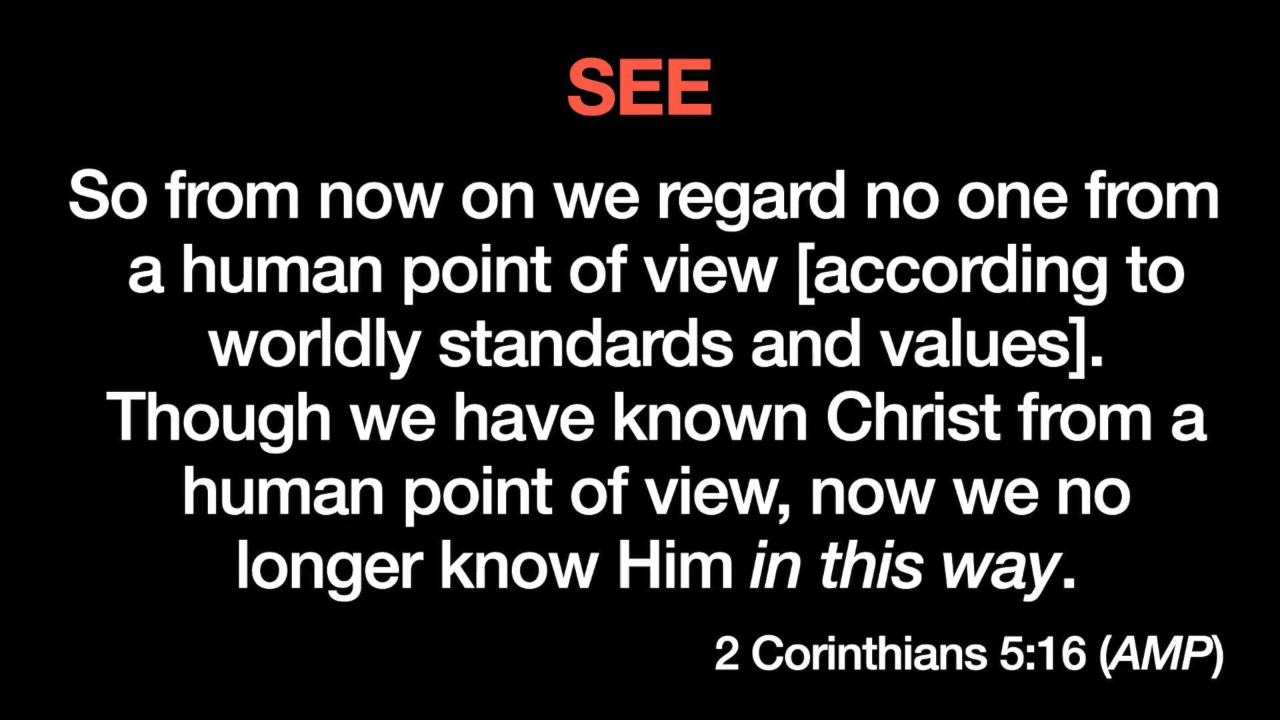 SEE
So from now on we regard no one from
a human point of view [according to
worldly standards and values].
Though we have known Christ from a
human point of view, now we no
longer know Him in this way.
2 Corinthians 5:16 (AMP)